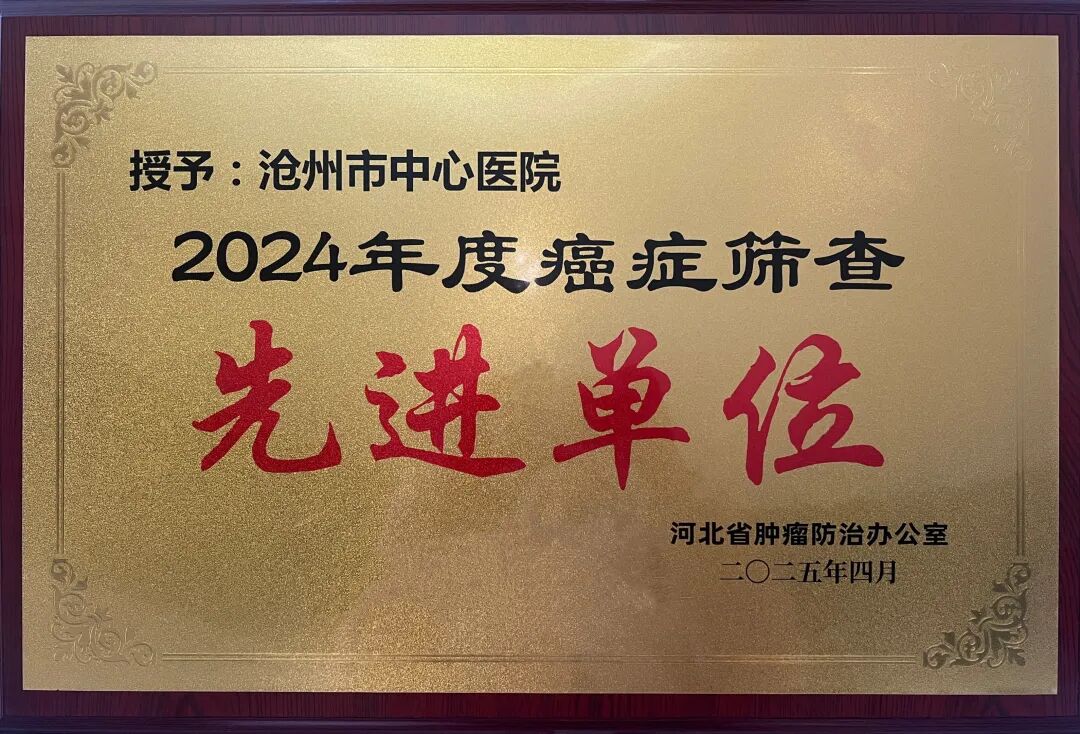 授予：沧州市中心医院
2024年度癌症筛查
先进单位
河北省肿瘤防治办公室
二〇二五年四月